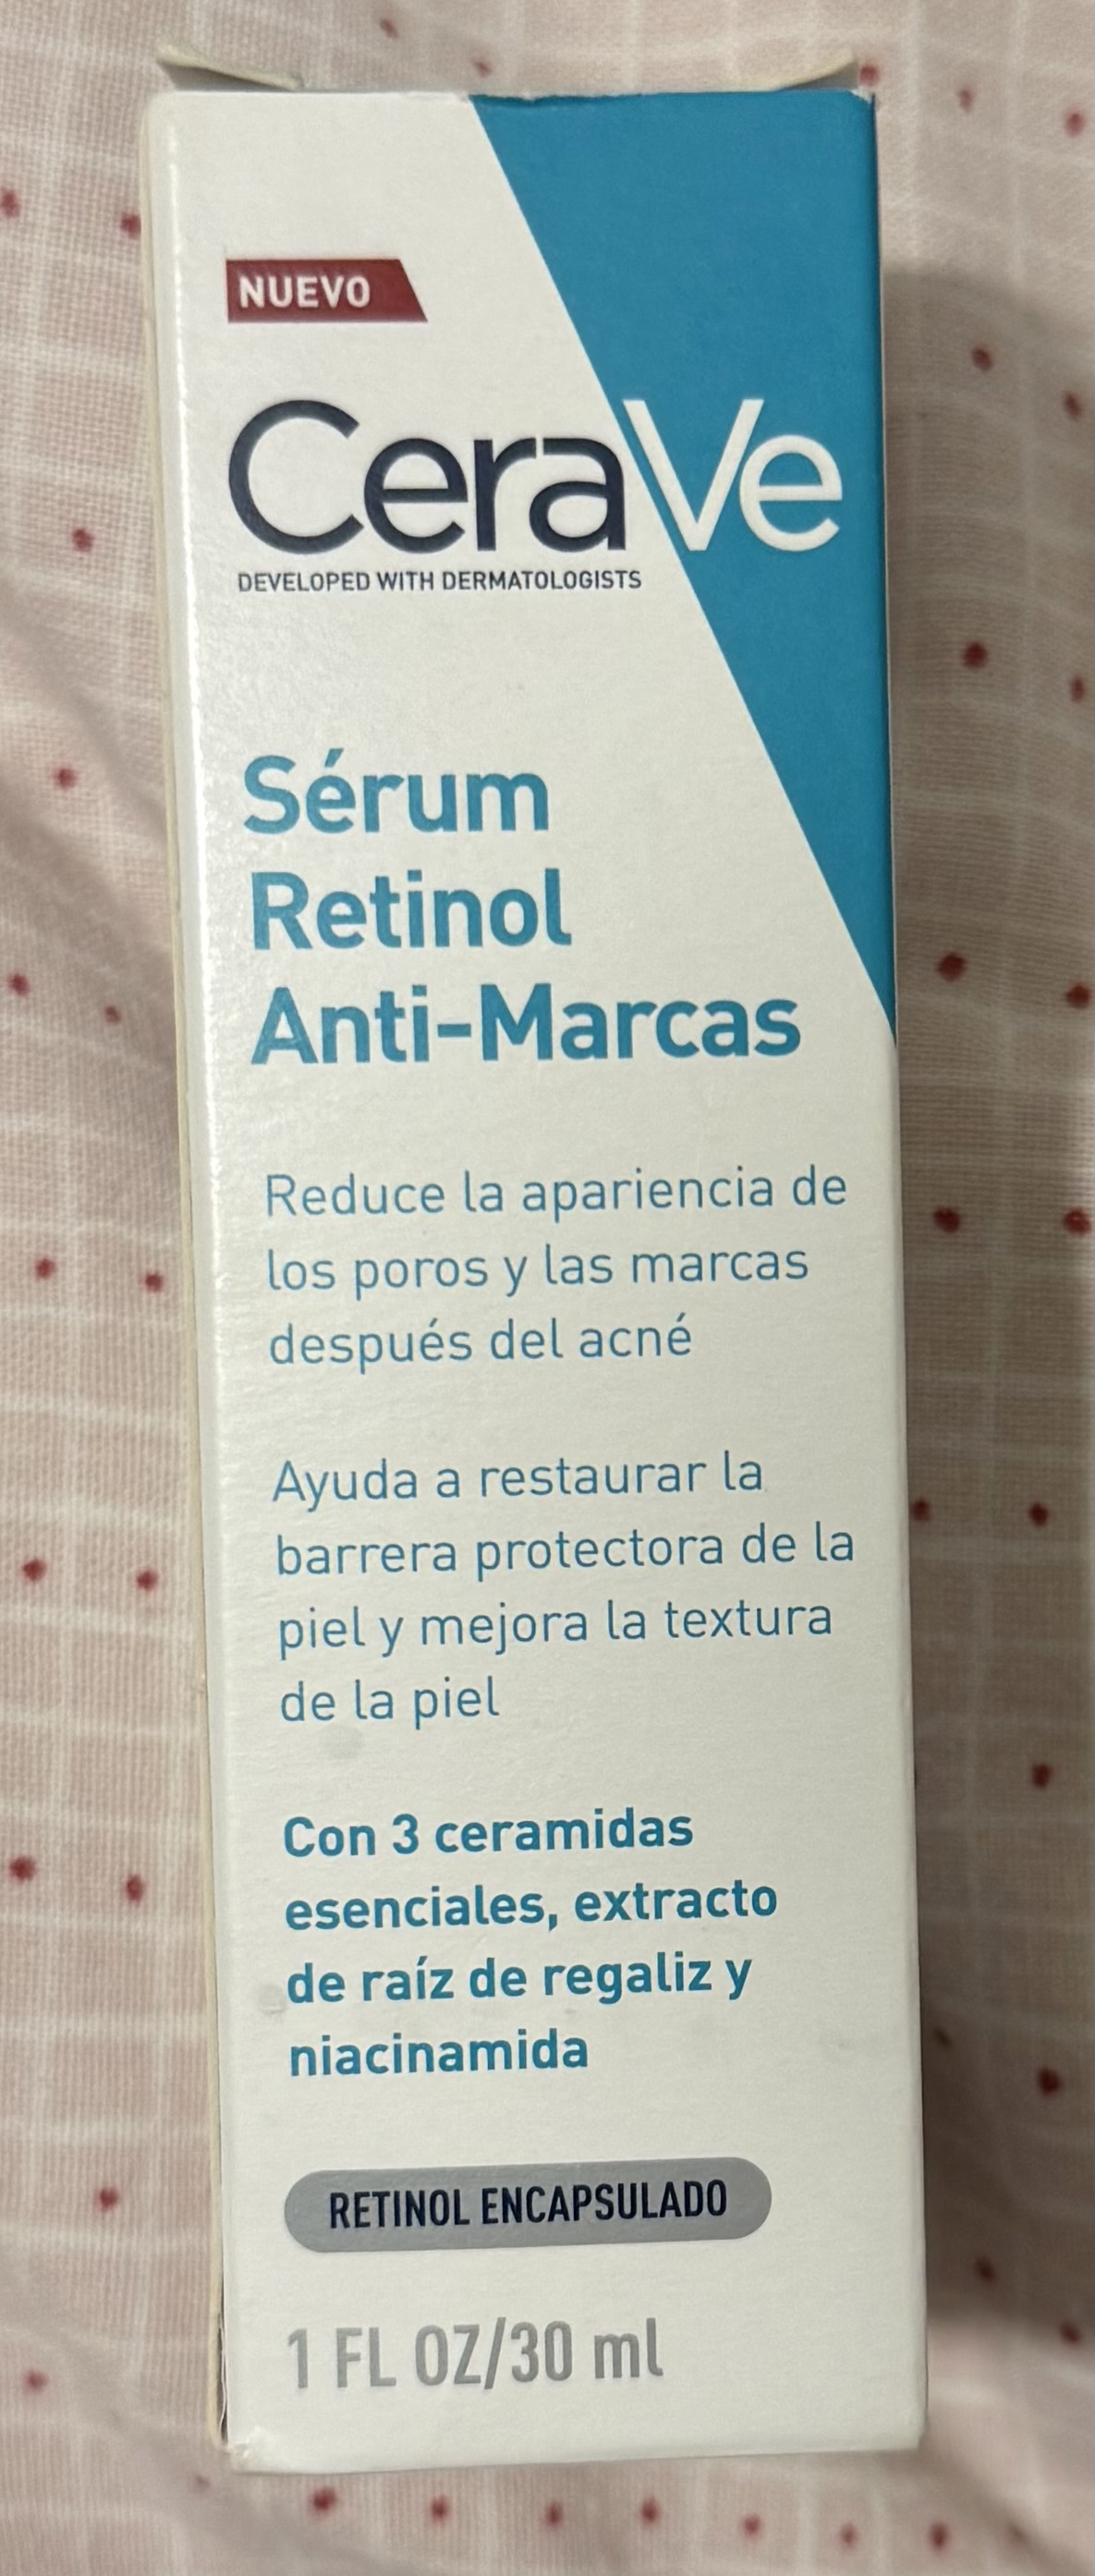 NUEVO
CeraVe
DEVELOPED WITH DERMATOLOGISTS
Sérum
Retinol
Anti-Marcas
Reduce la apariencia de
los poros y las marcas
después del acné
Ayuda a restaurar la
barrera protectora de la
piel y mejora la textura
de la piel
Con 3 ceramidas
esenciales, extracto
de raíz de regaliz y
niacinamida
RETINOL ENCAPSULADO
1 FL OZ/30 ml